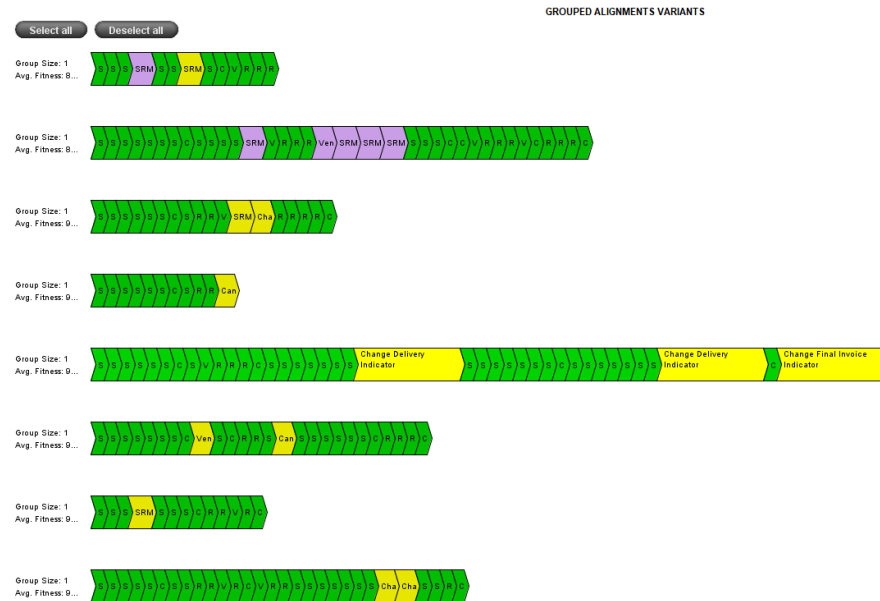 GROUPED ALIGNMENTS VARIANTS
Select all Deselect all
Group Size: 1
Avg. Fitness: 8...
S S S SRM S S SRM S C V R R R
Group Size: 1
Avg. Fitness: 8...
S S S S S S S C S S S S SRM V R R R Ven SRM SRM SRM S S S C C V R R R V C R R R C
Group Size: 1
Avg. Fitness: 9...
S S S S S S C S R R V SRM Cha R R R R C
Group Size: 1
Avg. Fitness: 9...
S S S S S S C S R R Can
Group Size: 1
Avg. Fitness: 9...
S S S S S S C S V R R R C S S S S S S S Change Delivery Indicator S S S S S S S C S S S S S S S Change Delivery Indicator C Change Final Invoice Indicator
Group Size: 1
Avg. Fitness: 9...
S S S S S S S C Ven S C R R S Can S S S S S S C R R R C
Group Size: 1
Avg. Fitness: 9...
S S S SRM S S S C R R V R C
Group Size: 1
Avg. Fitness: 9...
S S S S S C S S R R V R C V R R S S S S S S S Cha Cha S S R C